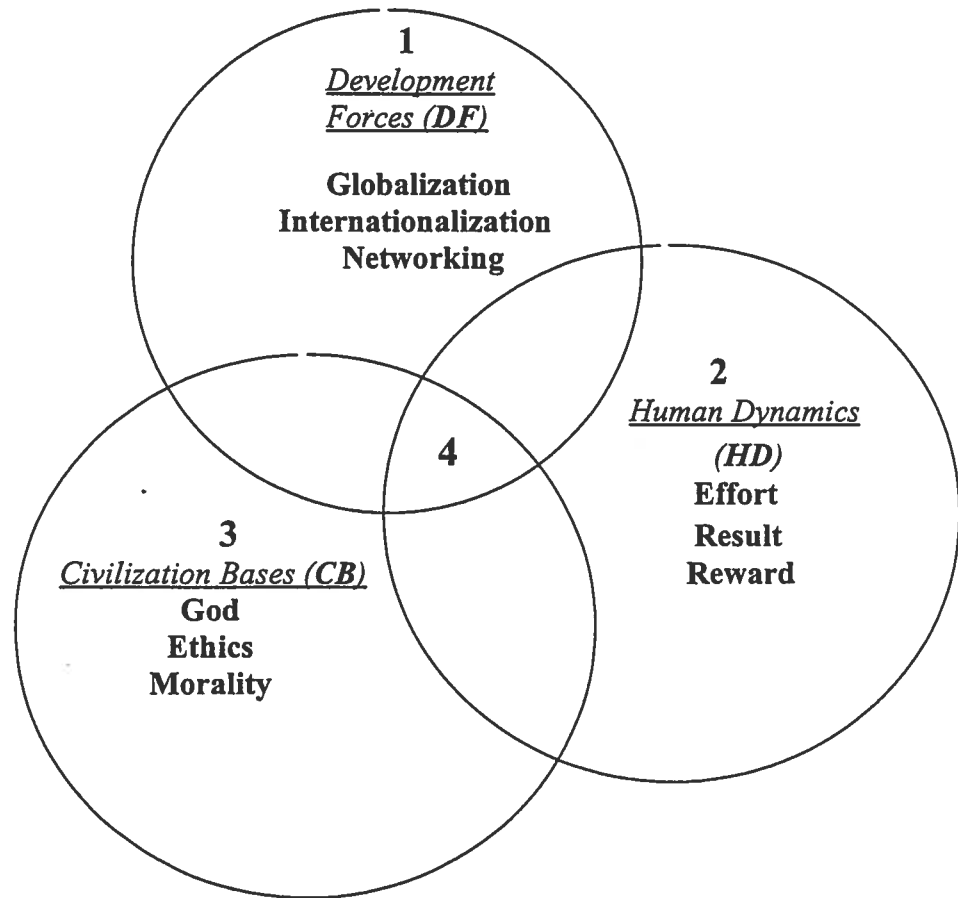 1
Development
Forces (DF)
Globalization
Internationalization
Networking
2
Human Dynamics
(HD)
Effort
Result
Reward
4
3
Civilization Bases (CB)
God
Ethics
Morality